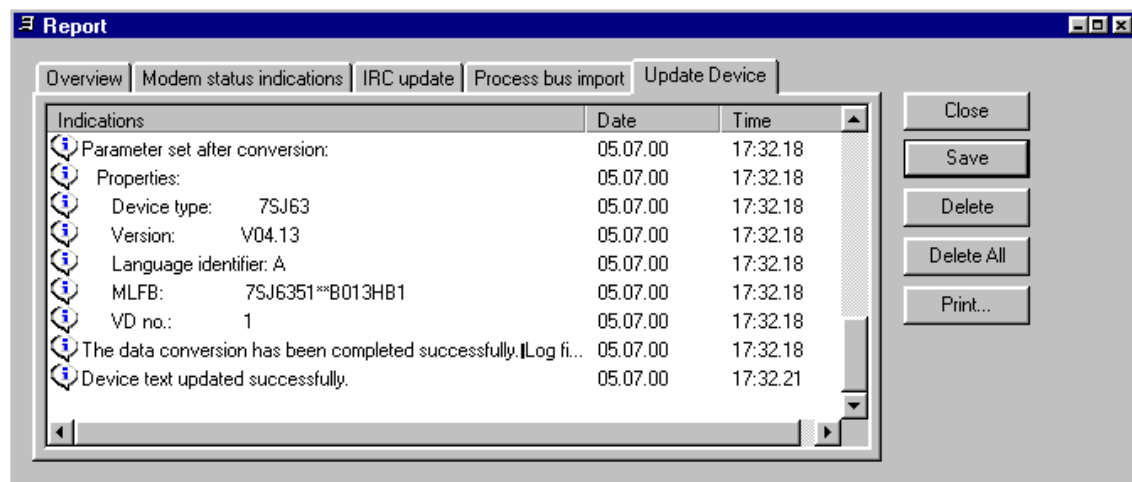 Report
Overview Modem status indications IRC update Process bus import Update Device
Indications Date Time
Parameter set after conversion: 05.07.00 17:32.18
Properties: 05.07.00 17:32.18
Device type: 7SJ63 05.07.00 17:32.18
Version: V04.13 05.07.00 17:32.18
Language identifier: A 05.07.00 17:32.18
MLFB: 7SJ6351**B013HB1 05.07.00 17:32.18
VD no.: 1 05.07.00 17:32.18
The data conversion has been completed successfully. Log fi... 05.07.00 17:32.18
Device text updated successfully. 05.07.00 17:32.21
Close
Save
Delete
Delete All
Print...